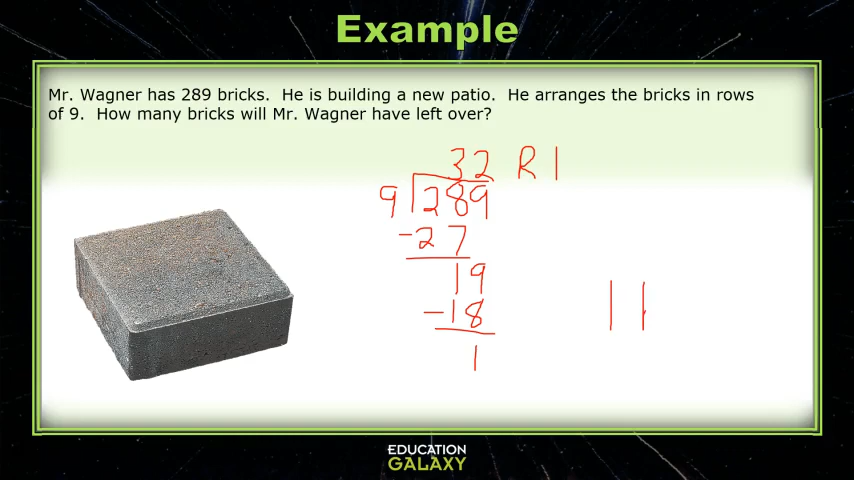 Example
Mr. Wagner has 289 bricks. He is building a new patio. He arranges the bricks in rows
of 9. How many bricks will Mr. Wagner have left over?
32 R 1
9 289
-27
19
-18
1
EDUCATION
GALAXY